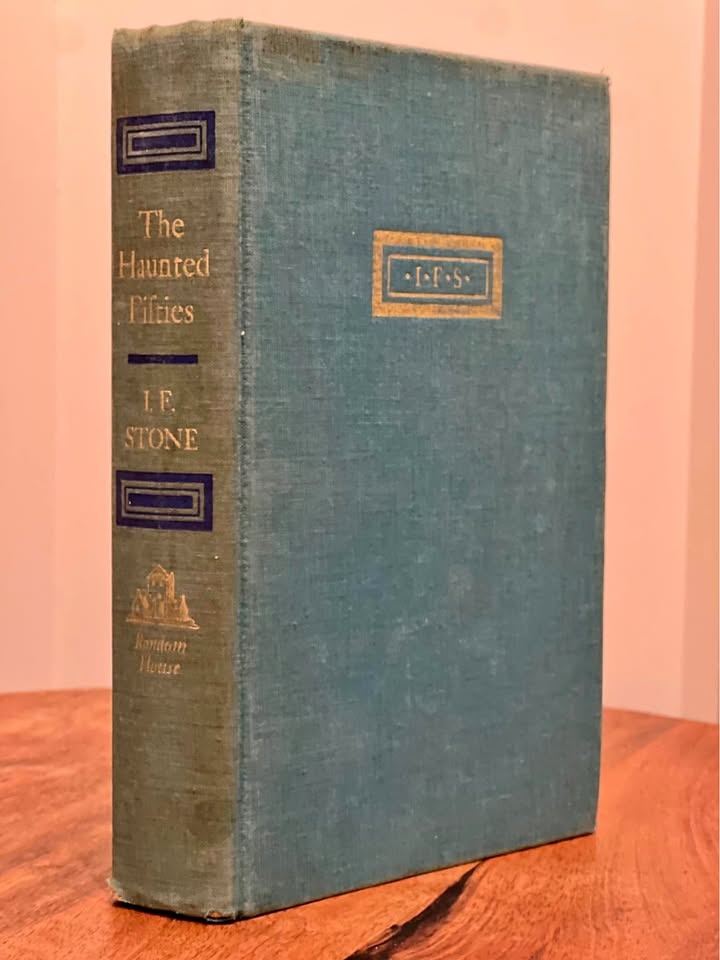 The
Haunted
Fifties
I. F.
STONE
Random
House
·I·F·S·